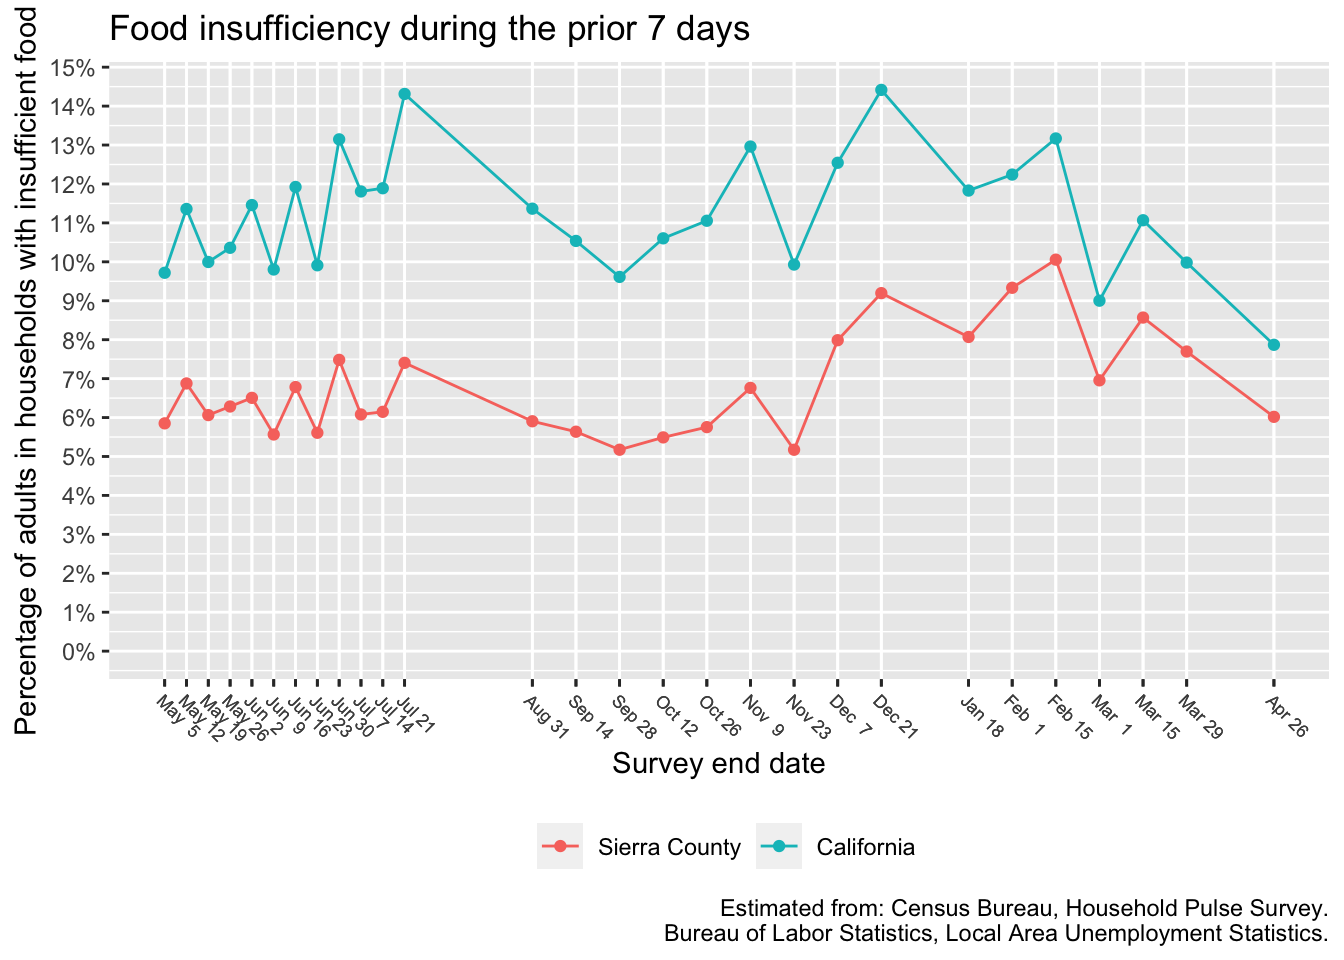 Food insufficiency during the prior 7 days
Percentage of adults in households with insufficient food
15%
14%
13%
12%
11%
10%
9%
8%
7%
6%
5%
4%
3%
2%
1%
0%
May 5
May 12
May 19
May 26
Jun 2
Jun 9
Jun 16
Jun 23
Jun 30
Jul 7
Jul 14
Jul 21
Aug 31
Sep 14
Sep 28
Oct 12
Oct 26
Nov 9
Nov 23
Dec 7
Dec 21
Jan 18
Feb 1
Feb 15
Mar 1
Mar 15
Mar 29
Apr 26
Survey end date
Sierra County
California
Estimated from: Census Bureau, Household Pulse Survey.
Bureau of Labor Statistics, Local Area Unemployment Statistics.